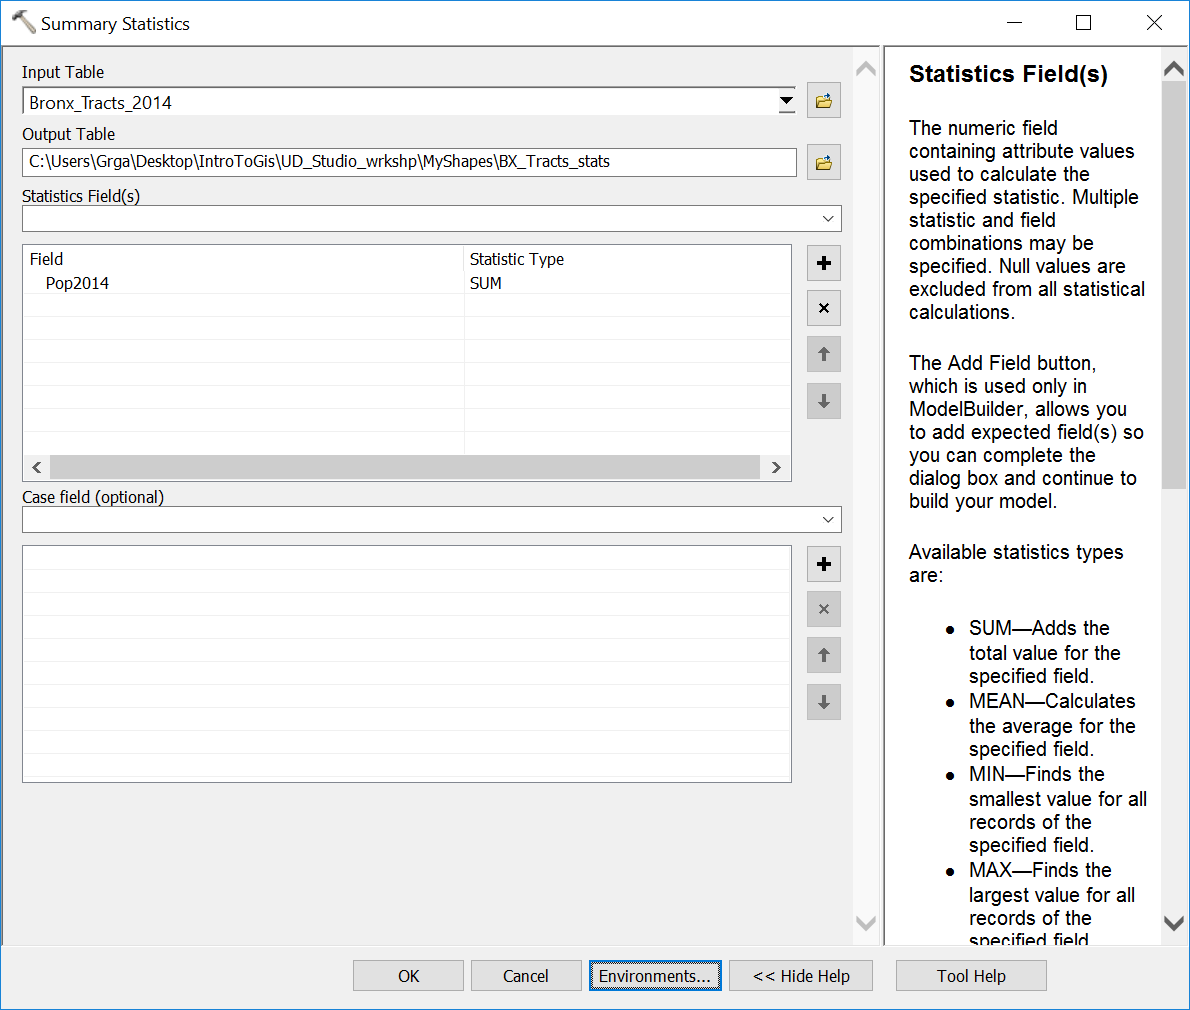 Summary Statistics
Input Table
Bronx_Tracts_2014
Output Table
C:\Users\Grga\Desktop\IntroToGis\UD_Studio_wrkshp\MyShapes\BX_Tracts_stats
Statistics Field(s)
Field Statistic Type
Pop2014 SUM
Case field (optional)
OK Cancel Environments... << Hide Help Tool Help
Statistics Field(s)
The numeric field
containing attribute values
used to calculate the
specified statistic. Multiple
statistic and field
combinations may be
specified. Null values are
excluded from all statistical
calculations.
The Add Field button,
which is used only in
ModelBuilder, allows you
to add expected field(s) so
you can complete the
dialog box and continue to
build your model.
Available statistics types
are:
● SUM—Adds the
total value for the
specified field.
● MEAN—Calculates
the average for the
specified field.
● MIN—Finds the
smallest value for all
records of the
specified field.
● MAX—Finds the
largest value for all
records of the
specified field